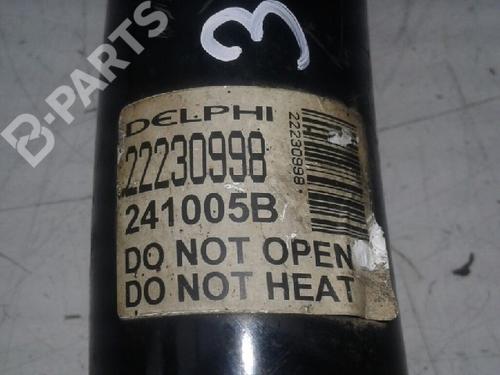 3
B-PARTS
DELPHI
22230998
22230998
241005B
DO NOT OPEN
DO NOT HEAT